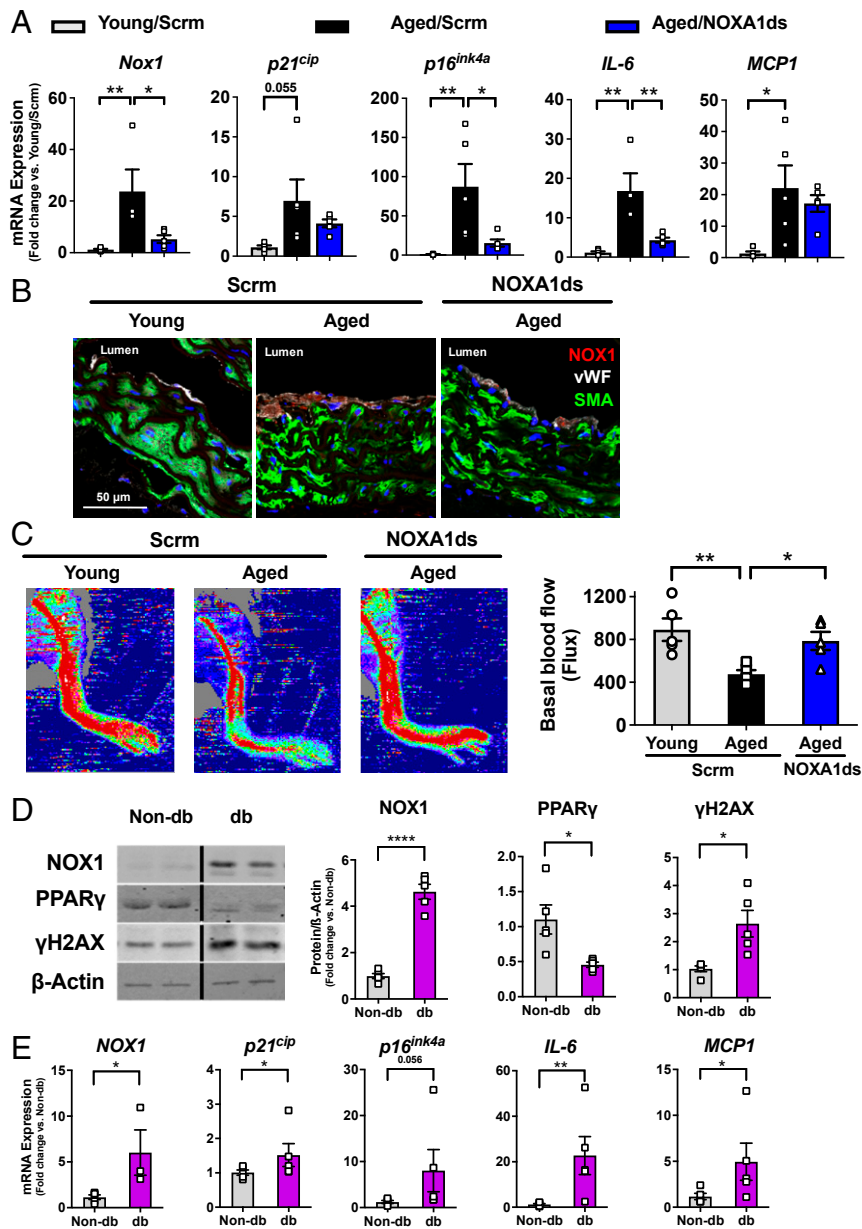 A
Young/Scrm Aged/Scrm Aged/NOXA1ds
Nox1 p21cip p16ink4a IL-6 MCP1
mRNA Expression
(Fold change vs. Young/Scrm)
** *
0.055
** *
** **
*
60 40 20 0
20 15 10 5 0
200 150 100 50 0
40 30 20 10 0
50 40 30 20 10 0
B
Scrm NOXA1ds
Young Aged Aged
Lumen Lumen Lumen
NOX1
vWF
SMA
50 μm
C
Scrm NOXA1ds
Young Aged Aged
** *
Basal blood flow
(Flux)
1200
800
400
0
Young Aged Aged
Scrm NOXA1ds
D
Non-db db
NOX1
PPARγ
γH2AX
ß-Actin
NOX1 PPARγ γH2AX
Protein/ß-Actin
(Fold change vs. Non-db)
**** * *
6 4 2 0
2.0 1.5 1.0 0.5 0.0
5 4 3 2 1 0
Non-db db Non-db db Non-db db
E
NOX1 p21cip p16ink4a IL-6 MCP1
mRNA Expression
(Fold change vs. Non-db)
* * 0.056 ** *
15 10 5 0
4 3 2 1 0
30 20 10 0
60 40 20 0
15 10 5 0
Non-db db Non-db db Non-db db Non-db db Non-db db